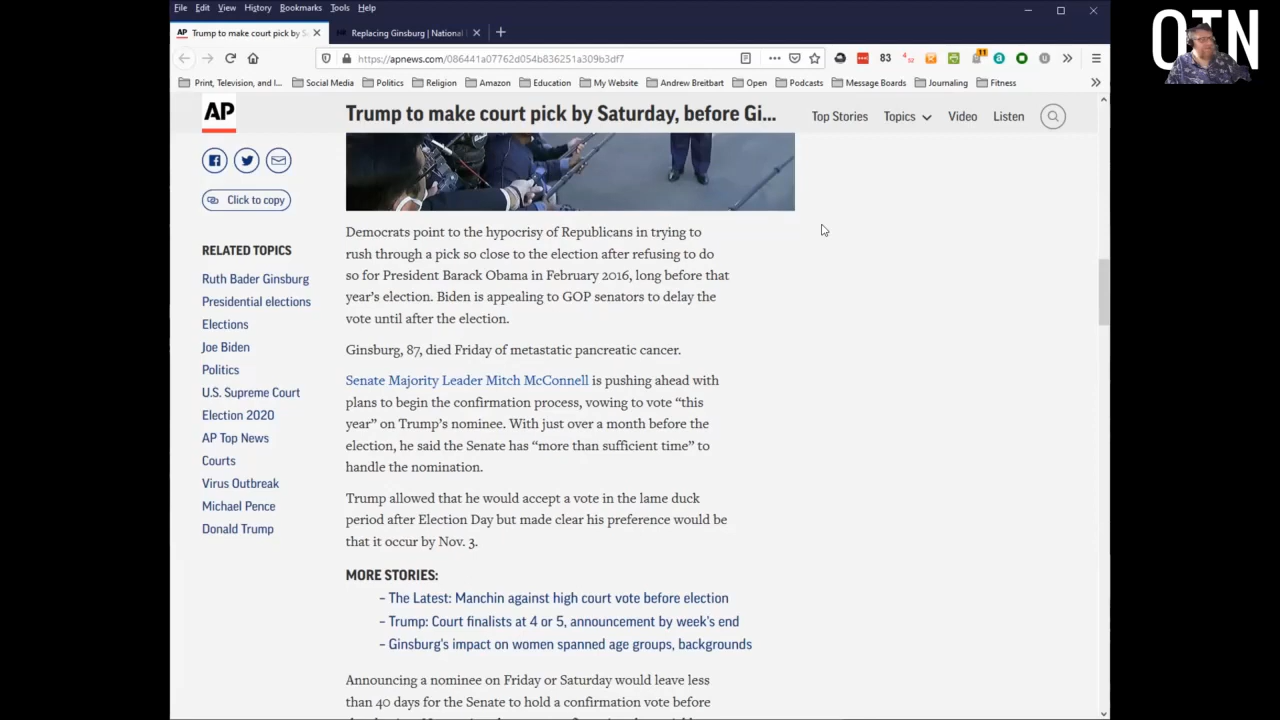 File Edit View History Bookmarks Tools Help
OTN
AP Trump to make court pick by S
Replacing Ginsburg | National
https://apnews.com/086441a07762d054b836251a309b3df7
83
11
Print, Television, and I... Social Media Politics Religion Amazon Education My Website Andrew Breitbart Open Podcasts Message Boards Journaling Fitness
AP
Trump to make court pick by Saturday, before Gi...
Top Stories Topics Video Listen
Click to copy
RELATED TOPICS
Ruth Bader Ginsburg
Presidential elections
Elections
Joe Biden
Politics
U.S. Supreme Court
Election 2020
AP Top News
Courts
Virus Outbreak
Michael Pence
Donald Trump
Democrats point to the hypocrisy of Republicans in trying to
rush through a pick so close to the election after refusing to do
so for President Barack Obama in February 2016, long before that
year’s election. Biden is appealing to GOP senators to delay the
vote until after the election.
Ginsburg, 87, died Friday of metastatic pancreatic cancer.
Senate Majority Leader Mitch McConnell is pushing ahead with
plans to begin the confirmation process, vowing to vote “this
year” on Trump’s nominee. With just over a month before the
election, he said the Senate has “more than sufficient time” to
handle the nomination.
Trump allowed that he would accept a vote in the lame duck
period after Election Day but made clear his preference would be
that it occur by Nov. 3.
MORE STORIES:
– The Latest: Manchin against high court vote before election
– Trump: Court finalists at 4 or 5, announcement by week's end
– Ginsburg's impact on women spanned age groups, backgrounds
Announcing a nominee on Friday or Saturday would leave less
than 40 days for the Senate to hold a confirmation vote before